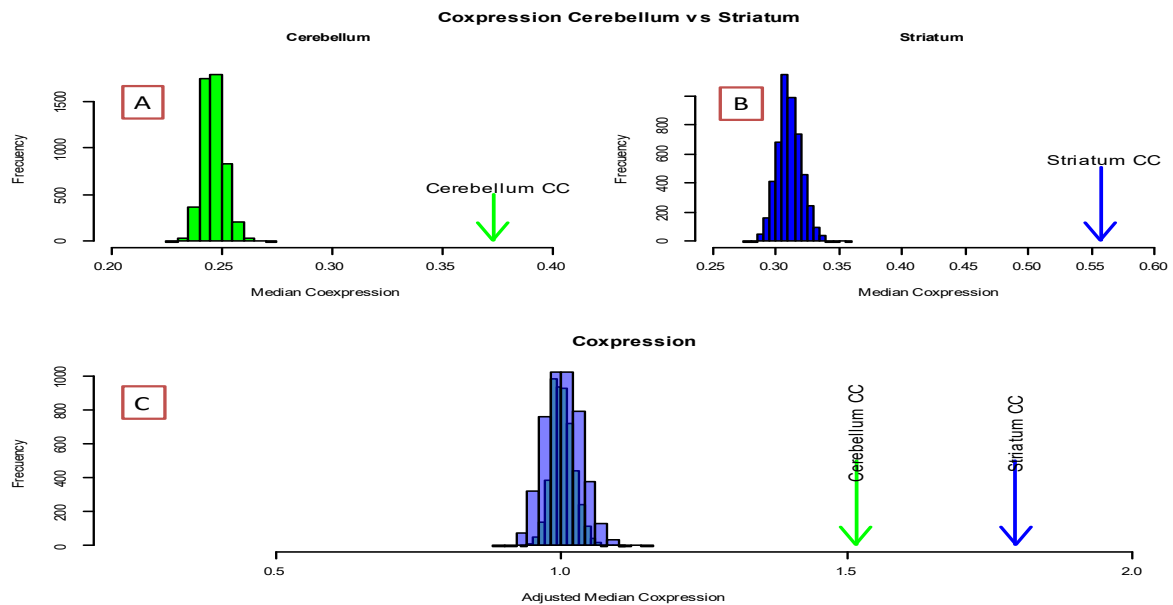 Coxpression Cerebellum vs Striatum
Cerebellum
A
Frecuency
0
500
1000
1500
Cerebellum CC
0.20
0.25
0.30
0.35
0.40
Median Coexpression
Striatum
B
Frecuency
0
200
400
600
800
Striatum CC
0.25
0.30
0.35
0.40
0.45
0.50
0.55
0.60
Median Coxpression
Coxpression
C
Frecuency
0
200
400
600
800
1000
Cerebellum CC
Striatum CC
0.5
1.0
1.5
2.0
Adjusted Median Coxpression